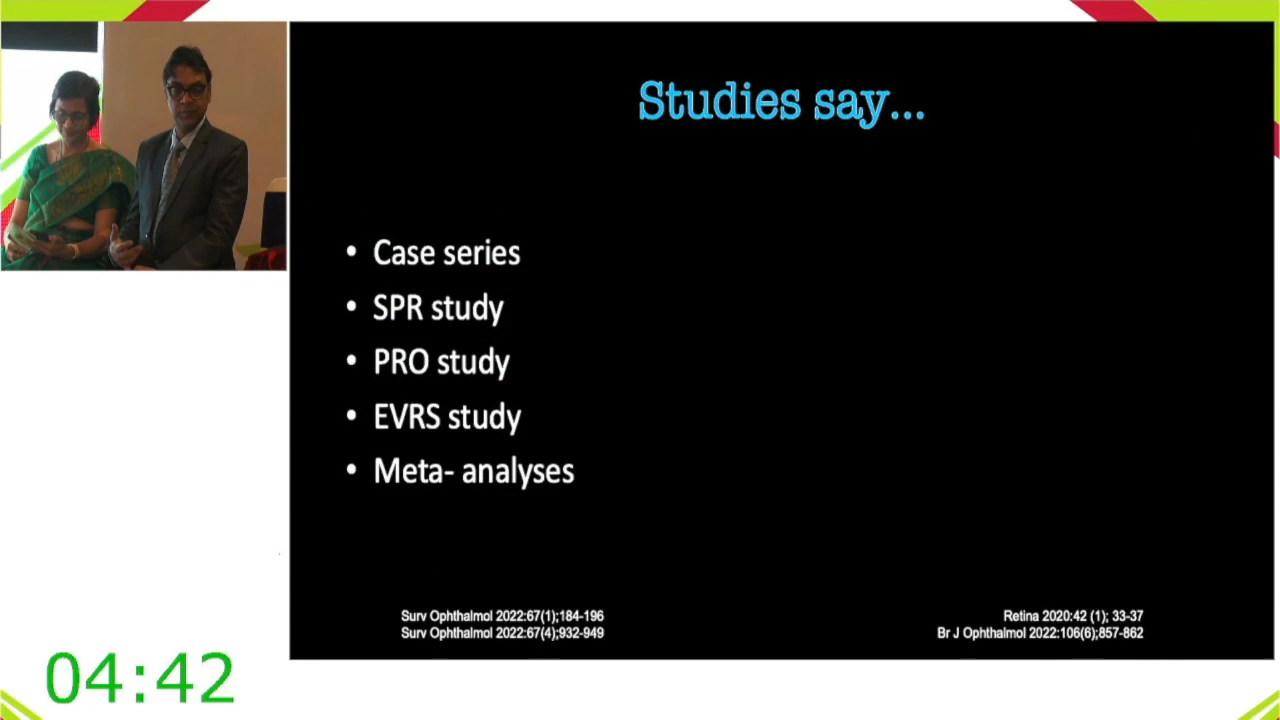 Studies say...
• Case series
• SPR study
• PRO study
• EVRS study
• Meta- analyses
Surv Ophthalmol 2022:67(1);184-196
Surv Ophthalmol 2022:67(4);932-949
Retina 2020:42 (1); 33-37
Br J Ophthalmol 2022:106(6);857-862
04:42